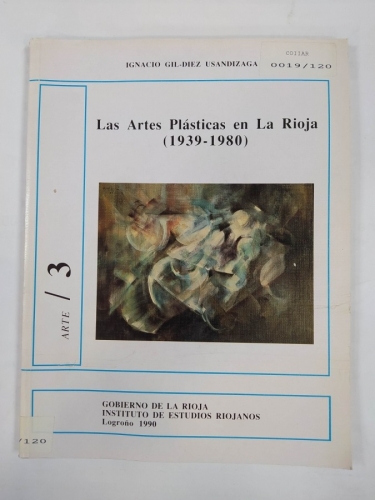 IGNACIO GIL-DIEZ USANDIZAGA
0019/120
Las Artes Plásticas en La Rioja
(1939-1980)
ARTE / 3
GOBIERNO DE LA RIOJA
INSTITUTO DE ESTUDIOS RIOJANOS
Logroño 1990
/120